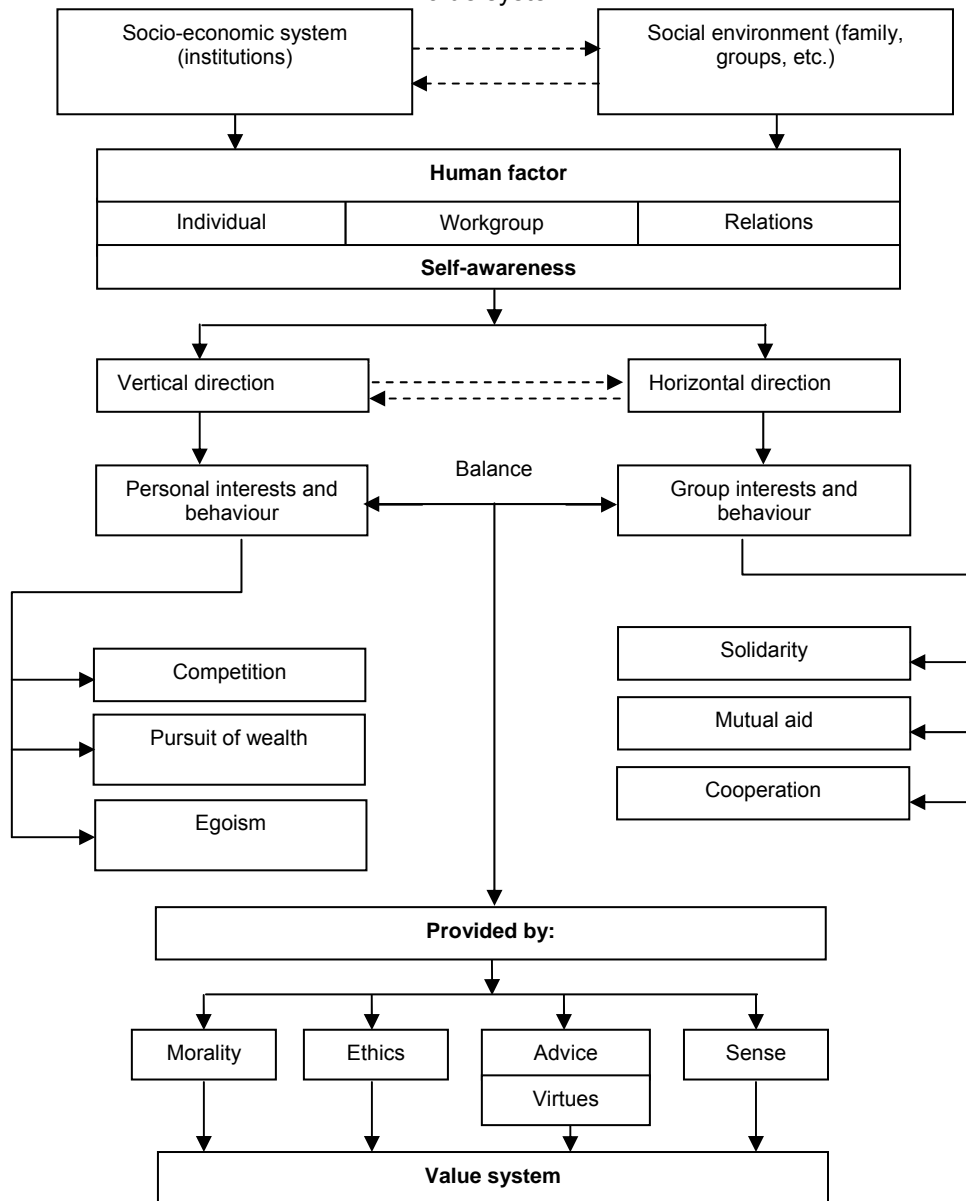 Socio-economic system
(institutions)
Social environment (family,
groups, etc.)
Human factor
Individual
Workgroup
Relations
Self-awareness
Vertical direction
Horizontal direction
Balance
Personal interests and
behaviour
Group interests and
behaviour
Competition
Pursuit of wealth
Egoism
Solidarity
Mutual aid
Cooperation
Provided by:
Morality
Ethics
Advice
Sense
Virtues
Value system